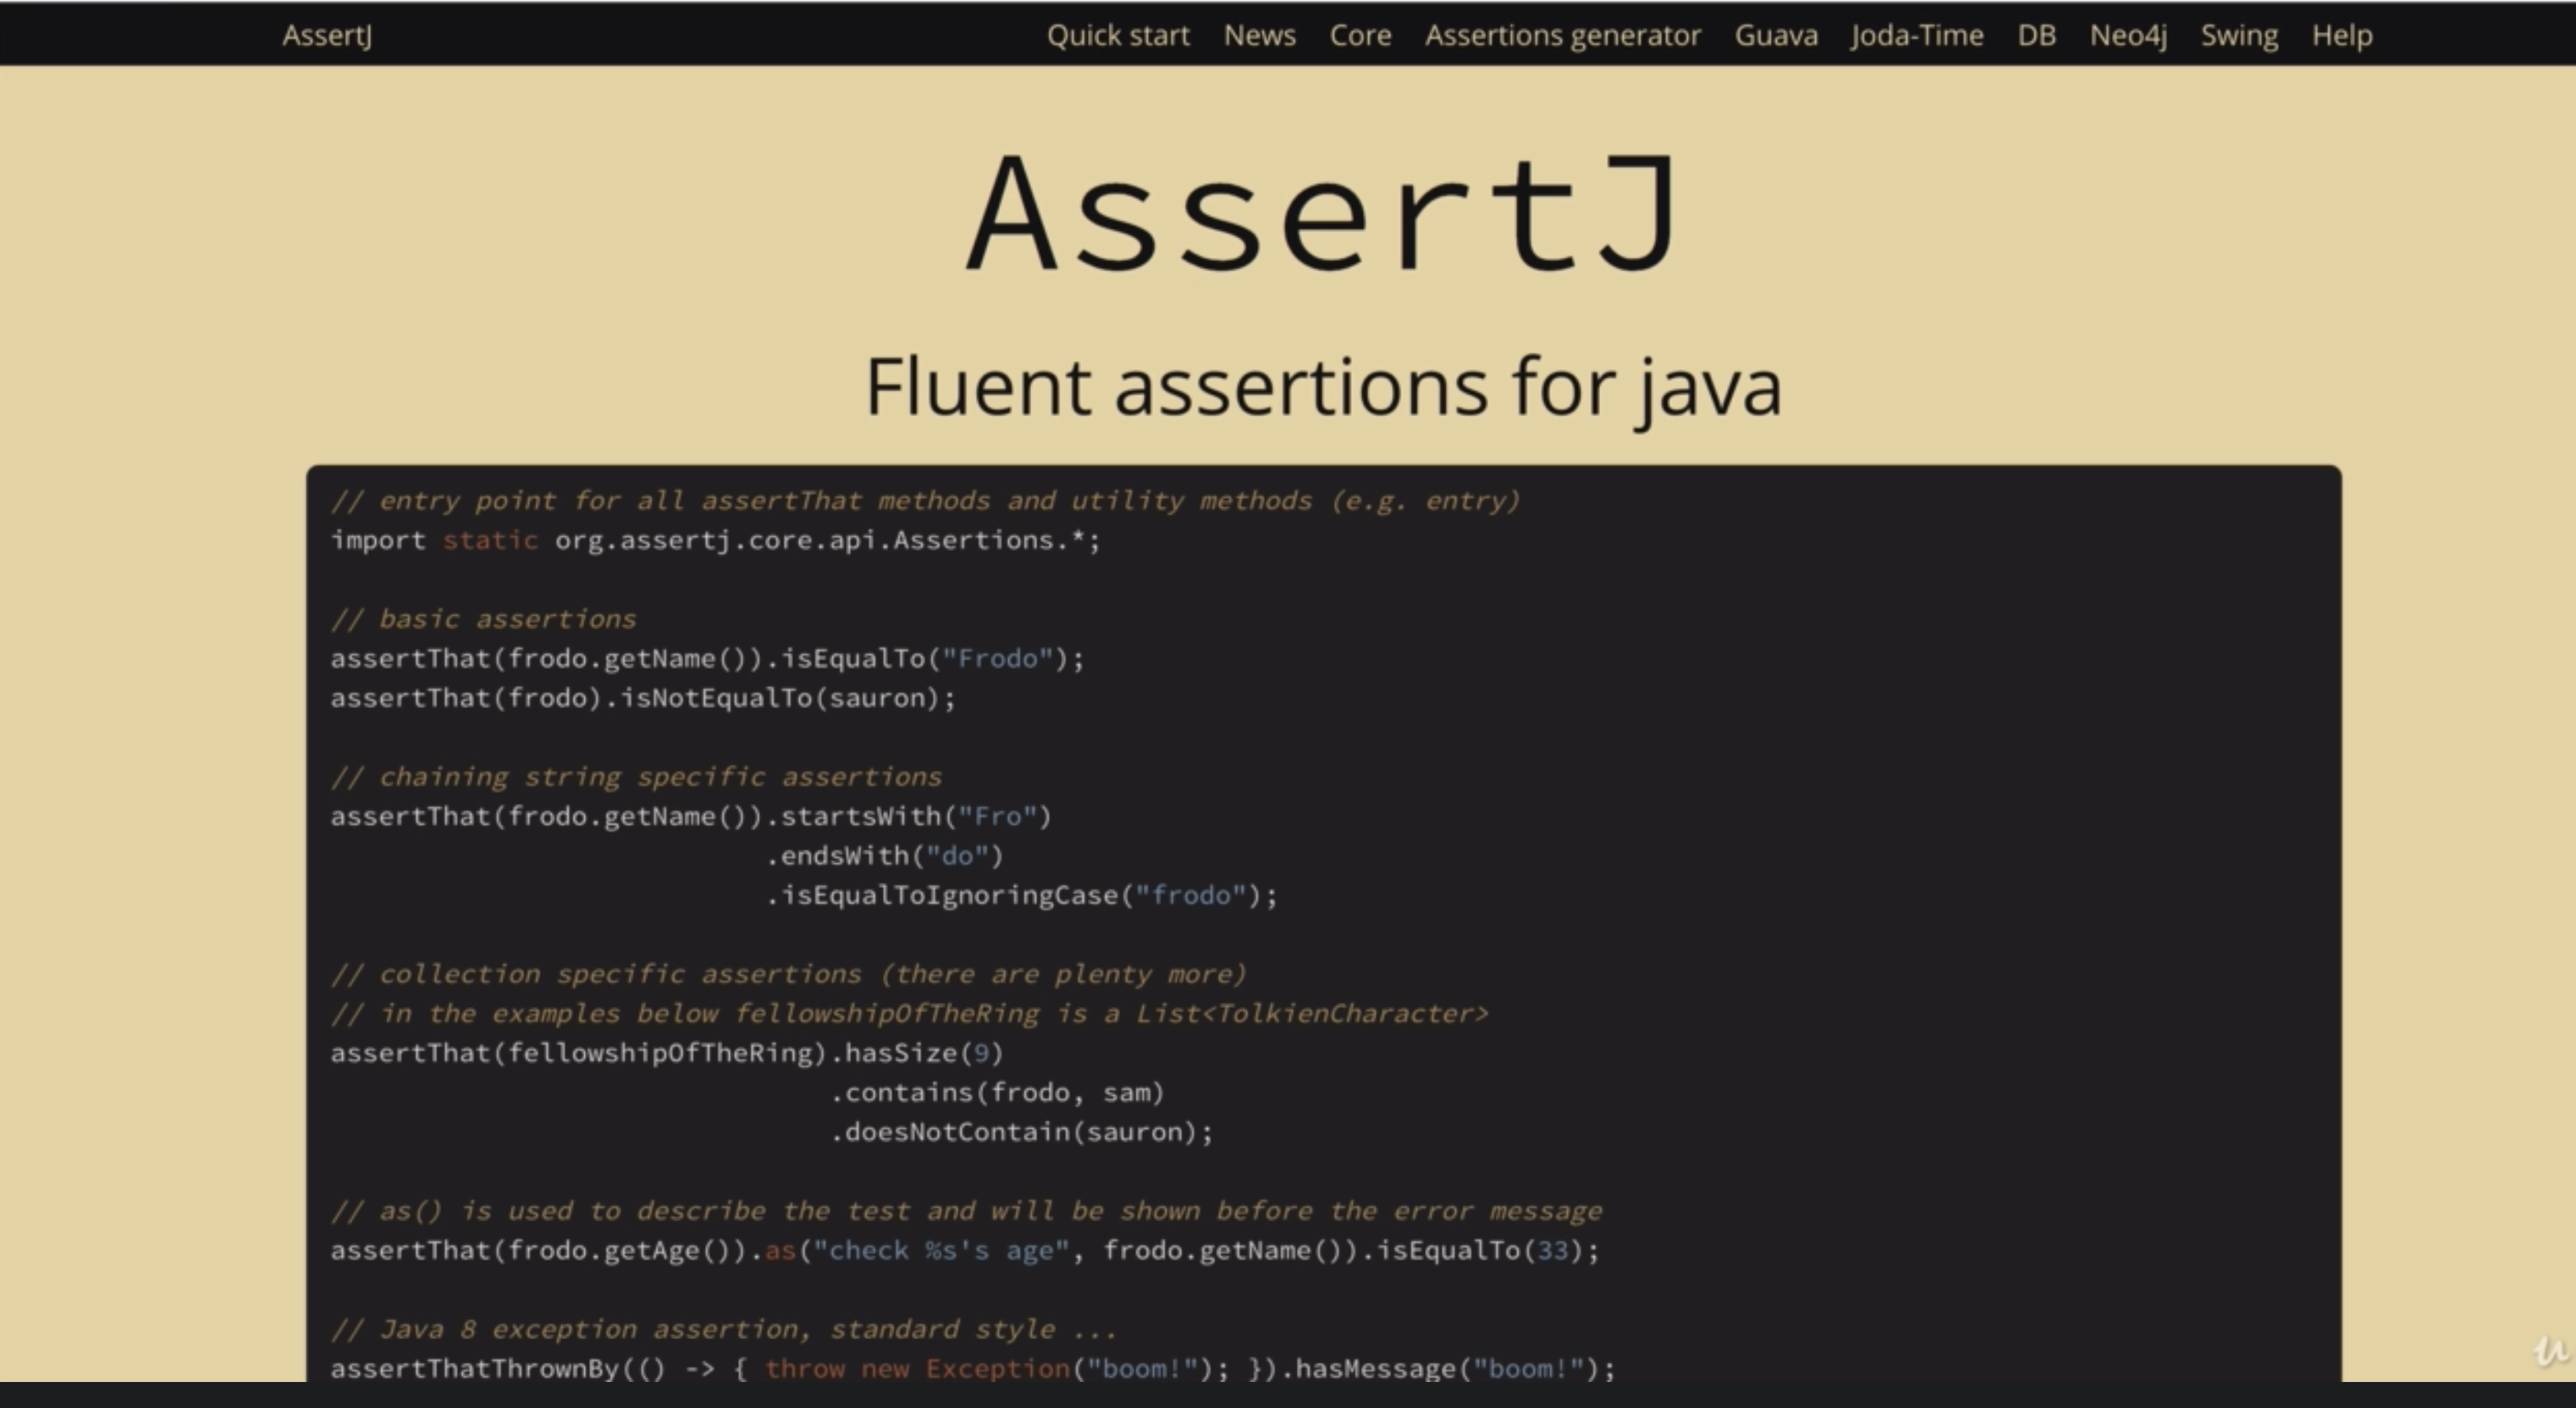 AssertJ Quick start News Core Assertions generator Guava Joda-Time DB Neo4j Swing Help
AssertJ
Fluent assertions for java
// entry point for all assertThat methods and utility methods (e.g. entry)
import static org.assertj.core.api.Assertions.*;
// basic assertions
assertThat(frodo.getName()).isEqualTo("Frodo");
assertThat(frodo).isNotEqualTo(sauron);
// chaining string specific assertions
assertThat(frodo.getName()).startsWith("Fro")
.endsWith("do")
.isEqualToIgnoringCase("frodo");
// collection specific assertions (there are plenty more)
// in the examples below fellowshipOfTheRing is a List<TolkienCharacter>
assertThat(fellowshipOfTheRing).hasSize(9)
.contains(frodo, sam)
.doesNotContain(sauron);
// as() is used to describe the test and will be shown before the error message
assertThat(frodo.getAge()).as("check %s's age", frodo.getName()).isEqualTo(33);
// Java 8 exception assertion, standard style ...
assertThatThrownBy(() -> { throw new Exception("boom!"); }).hasMessage("boom!");
u